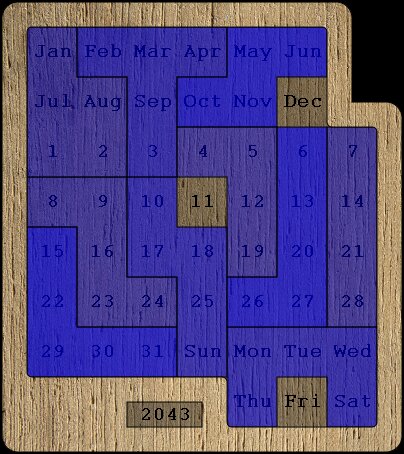 Jan Feb Mar Apr May Jun
Jul Aug Sep Oct Nov Dec
1 2 3 4 5 6 7
8 9 10 11 12 13 14
15 16 17 18 19 20 21
22 23 24 25 26 27 28
29 30 31 Sun Mon Tue Wed
Thu Fri Sat
2043